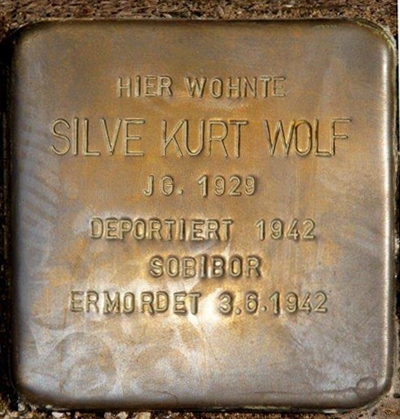 HIER WOHNTE
SILVE KURT WOLF
JG. 1929
DEPORTIERT 1942
SOBIBOR
ERMORDET 3.6.1942